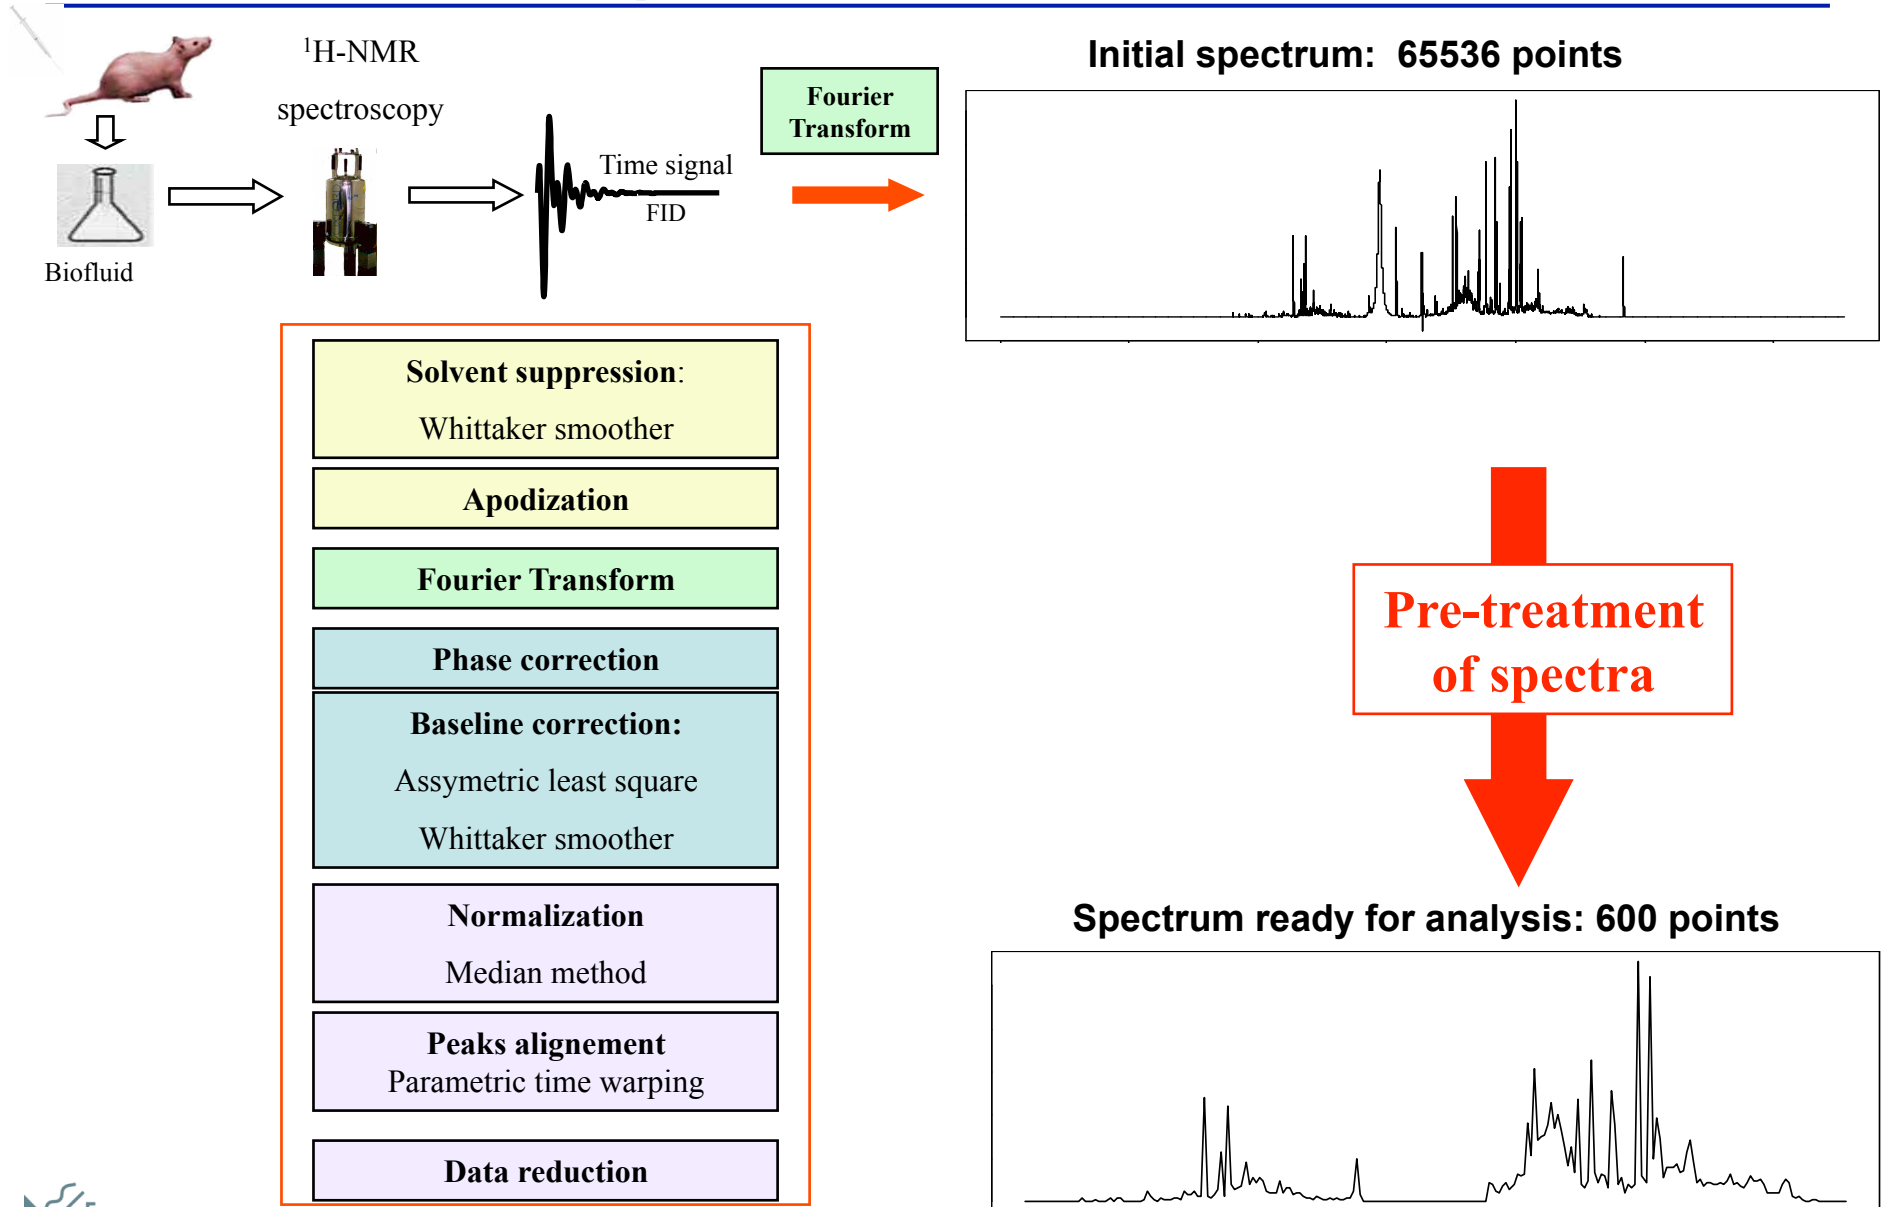 ¹H-NMR
spectroscopy
Biofluid
Time signal
FID
Fourier
Transform
Initial spectrum: 65536 points
Solvent suppression:
Whittaker smoother
Apodization
Fourier Transform
Phase correction
Baseline correction:
Assymetric least square
Whittaker smoother
Normalization
Median method
Peaks alignement
Parametric time warping
Data reduction
Pre-treatment
of spectra
Spectrum ready for analysis: 600 points